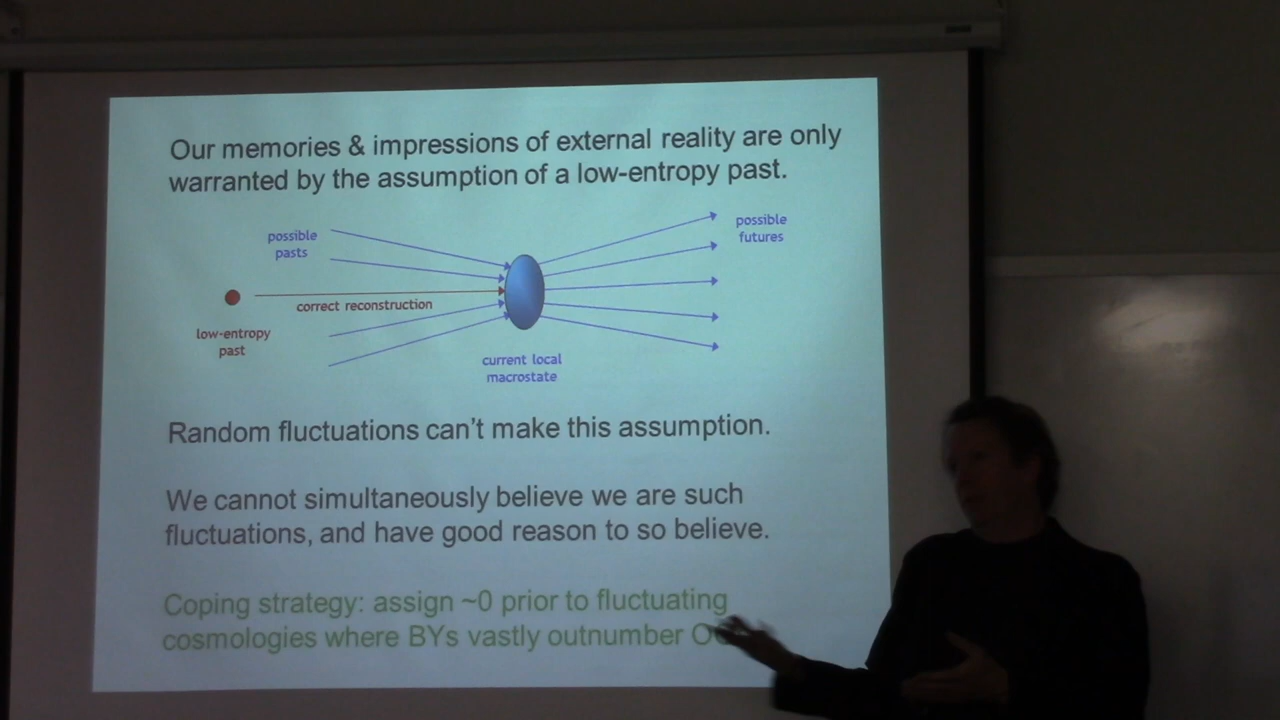 Our memories & impressions of external reality are only
warranted by the assumption of a low-entropy past.
possible
pasts
possible
futures
correct reconstruction
low-entropy
past
current local
macrostate
Random fluctuations can't make this assumption.
We cannot simultaneously believe we are such
fluctuations, and have good reason to so believe.
Coping strategy: assign ~0 prior to fluctuating
cosmologies where BYs vastly outnumber